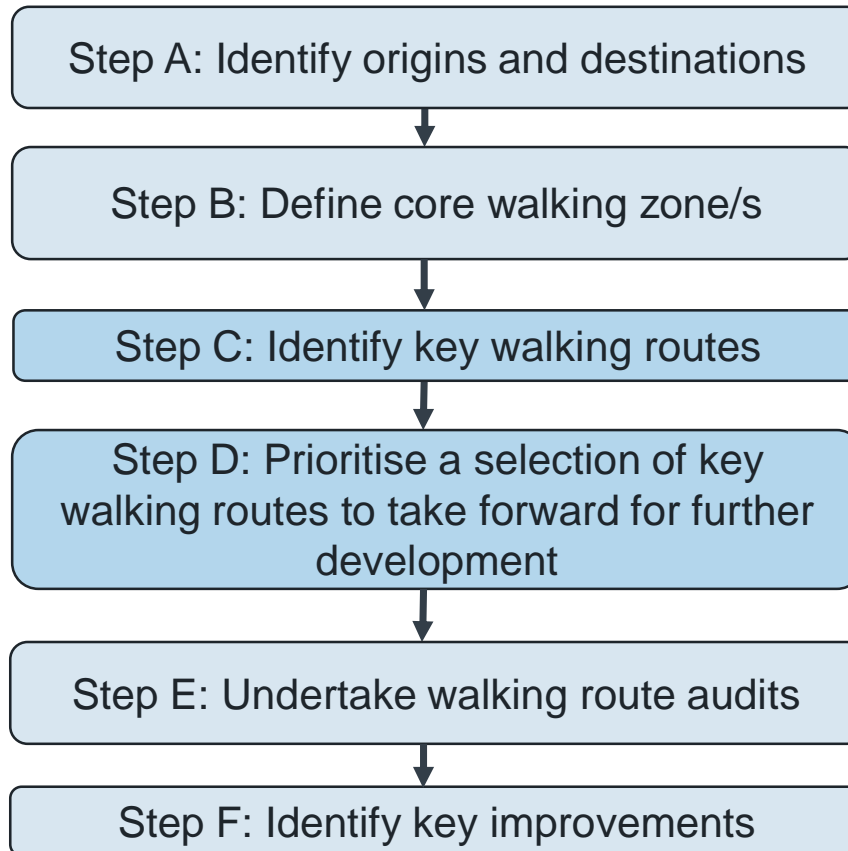 Step A: Identify origins and destinations
Step B: Define core walking zone/s
Step C: Identify key walking routes
Step D: Prioritise a selection of key
walking routes to take forward for further
development
Step E: Undertake walking route audits
Step F: Identify key improvements